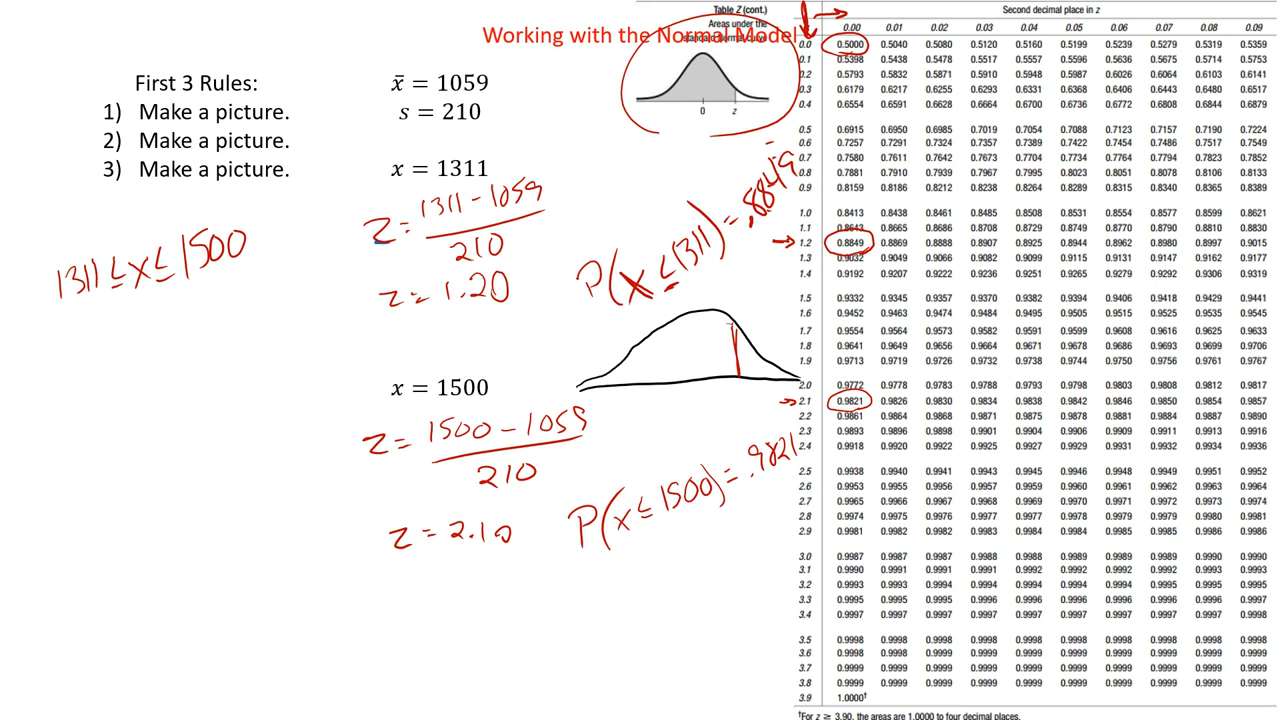 Working with the Normal Model
First 3 Rules:
1) Make a picture.
2) Make a picture.
3) Make a picture.
1311 ≤ x ≤ 1500
x̄ = 1059
s = 210
x = 1311
z = 1311 - 1059
210
z = 1.20
P(x ≤ 1311) = .8849
x = 1500
z = 1500 - 1059
210
z = 2.10
P(x ≤ 1500) = .9821
Table Z (cont.)
Areas under the
standard Normal curve
0 z
Second decimal place in z
0.00 0.01 0.02 0.03 0.04 0.05 0.06 0.07 0.08 0.09
0.0 0.5000 0.5040 0.5080 0.5120 0.5160 0.5199 0.5239 0.5279 0.5319 0.5359
0.1 0.5398 0.5438 0.5478 0.5517 0.5557 0.5596 0.5636 0.5675 0.5714 0.5753
0.2 0.5793 0.5832 0.5871 0.5910 0.5948 0.5987 0.6026 0.6064 0.6103 0.6141
0.3 0.6179 0.6217 0.6255 0.6293 0.6331 0.6368 0.6406 0.6443 0.6480 0.6517
0.4 0.6554 0.6591 0.6628 0.6664 0.6700 0.6736 0.6772 0.6808 0.6844 0.6879
0.5 0.6915 0.6950 0.6985 0.7019 0.7054 0.7088 0.7123 0.7157 0.7190 0.7224
0.6 0.7257 0.7291 0.7324 0.7357 0.7389 0.7422 0.7454 0.7486 0.7517 0.7549
0.7 0.7580 0.7611 0.7642 0.7673 0.7704 0.7734 0.7764 0.7794 0.7823 0.7852
0.8 0.7881 0.7910 0.7939 0.7967 0.7995 0.8023 0.8051 0.8078 0.8106 0.8133
0.9 0.8159 0.8186 0.8212 0.8238 0.8264 0.8289 0.8315 0.8340 0.8365 0.8389
1.0 0.8413 0.8438 0.8461 0.8485 0.8508 0.8531 0.8554 0.8577 0.8599 0.8621
1.1 0.8643 0.8665 0.8686 0.8708 0.8729 0.8749 0.8770 0.8790 0.8810 0.8830
1.2 0.8849 0.8869 0.8888 0.8907 0.8925 0.8944 0.8962 0.8980 0.8997 0.9015
1.3 0.9032 0.9049 0.9066 0.9082 0.9099 0.9115 0.9131 0.9147 0.9162 0.9177
1.4 0.9192 0.9207 0.9222 0.9236 0.9251 0.9265 0.9279 0.9292 0.9306 0.9319
1.5 0.9332 0.9345 0.9357 0.9370 0.9382 0.9394 0.9406 0.9418 0.9429 0.9441
1.6 0.9452 0.9463 0.9474 0.9484 0.9495 0.9505 0.9515 0.9525 0.9535 0.9545
1.7 0.9554 0.9564 0.9573 0.9582 0.9591 0.9599 0.9608 0.9616 0.9625 0.9633
1.8 0.9641 0.9649 0.9656 0.9664 0.9671 0.9678 0.9686 0.9693 0.9699 0.9706
1.9 0.9713 0.9719 0.9726 0.9732 0.9738 0.9744 0.9750 0.9756 0.9761 0.9767
2.0 0.9772 0.9778 0.9783 0.9788 0.9793 0.9798 0.9803 0.9808 0.9812 0.9817
2.1 0.9821 0.9826 0.9830 0.9834 0.9838 0.9842 0.9846 0.9850 0.9854 0.9857
2.2 0.9861 0.9864 0.9868 0.9871 0.9875 0.9878 0.9881 0.9884 0.9887 0.9890
2.3 0.9893 0.9896 0.9898 0.9901 0.9904 0.9906 0.9909 0.9911 0.9913 0.9916
2.4 0.9918 0.9920 0.9922 0.9925 0.9927 0.9929 0.9931 0.9932 0.9934 0.9936
2.5 0.9938 0.9940 0.9941 0.9943 0.9945 0.9946 0.9948 0.9949 0.9951 0.9952
2.6 0.9953 0.9955 0.9956 0.9957 0.9959 0.9960 0.9961 0.9962 0.9963 0.9964
2.7 0.9965 0.9966 0.9967 0.9968 0.9969 0.9970 0.9971 0.9972 0.9973 0.9974
2.8 0.9974 0.9975 0.9976 0.9977 0.9977 0.9978 0.9979 0.9979 0.9980 0.9981
2.9 0.9981 0.9982 0.9982 0.9983 0.9984 0.9984 0.9985 0.9985 0.9986 0.9986
3.0 0.9987 0.9987 0.9987 0.9988 0.9988 0.9989 0.9989 0.9989 0.9990 0.9990
3.1 0.9990 0.9991 0.9991 0.9991 0.9992 0.9992 0.9992 0.9992 0.9993 0.9993
3.2 0.9993 0.9993 0.9994 0.9994 0.9994 0.9994 0.9994 0.9995 0.9995 0.9995
3.3 0.9995 0.9995 0.9995 0.9996 0.9996 0.9996 0.9996 0.9996 0.9996 0.9997
3.4 0.9997 0.9997 0.9997 0.9997 0.9997 0.9997 0.9997 0.9997 0.9997 0.9998
3.5 0.9998 0.9998 0.9998 0.9998 0.9998 0.9998 0.9998 0.9998 0.9998 0.9998
3.6 0.9998 0.9998 0.9999 0.9999 0.9999 0.9999 0.9999 0.9999 0.9999 0.9999
3.7 0.9999 0.9999 0.9999 0.9999 0.9999 0.9999 0.9999 0.9999 0.9999 0.9999
3.8 0.9999 0.9999 0.9999 0.9999 0.9999 0.9999 0.9999 0.9999 0.9999 0.9999
3.9 1.0000†
†For z ≥ 3.90, the areas are 1.0000 to four decimal places.